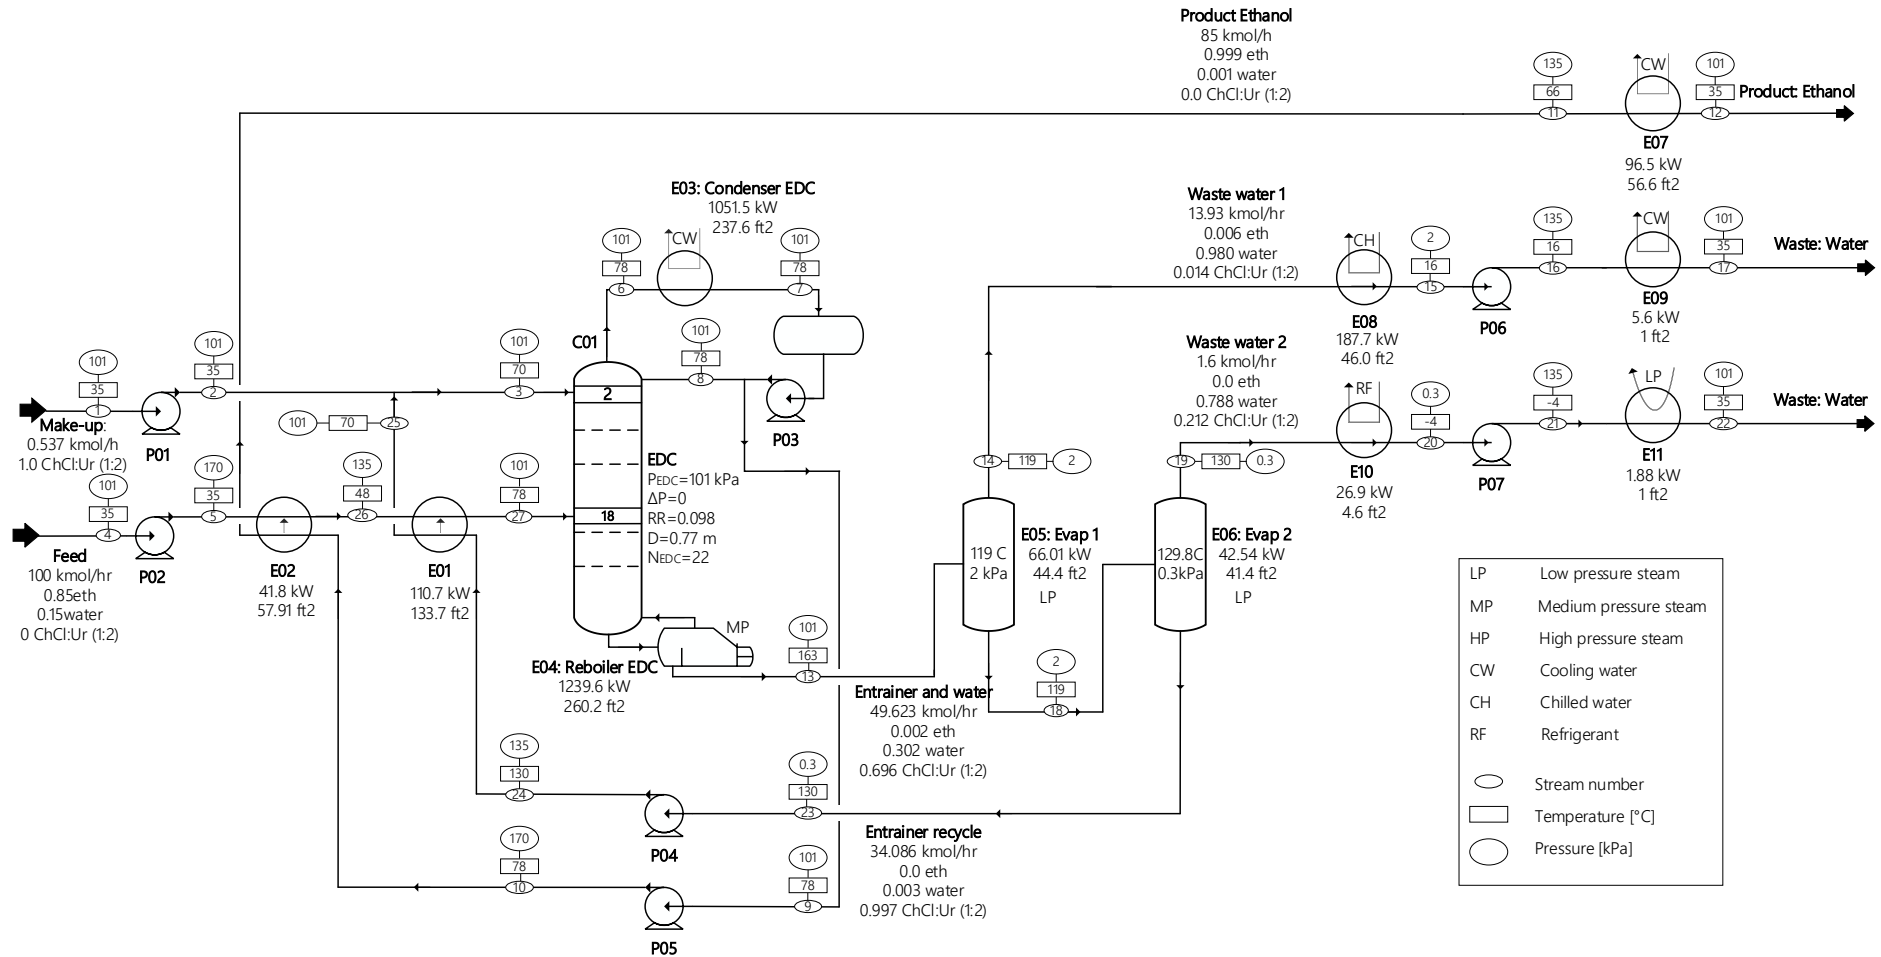 Product Ethanol
85 kmol/h
0.999 eth
0.001 water
0.0 ChCl:Ur (1:2)
135
66
11
CW
E07
96.5 kW
56.6 ft2
101
35
12
Product: Ethanol
E03: Condenser EDC
1051.5 kW
237.6 ft2
101
78
6
CW
101
78
7
Waste water 1
13.93 kmol/hr
0.006 eth
0.980 water
0.014 ChCl:Ur (1:2)
CH
E08
187.7 kW
46.0 ft2
2
16
15
P06
135
16
16
CW
E09
5.6 kW
1 ft2
101
35
17
Waste: Water
C01
101
78
8
P03
101
35
1
Make-up:
0.537 kmol/h
1.0 ChCl:Ur (1:2)
P01
101
35
2
101
70
3
101
70
25
Waste water 2
1.6 kmol/hr
0.0 eth
0.788 water
0.212 ChCl:Ur (1:2)
RF
E10
26.9 kW
4.6 ft2
0.3
-4
20
P07
135
-4
21
LP
E11
1.88 kW
1 ft2
101
35
22
Waste: Water
101
35
4
Feed
100 kmol/hr
0.85eth
0.15water
0 ChCl:Ur (1:2)
P02
170
35
5
E02
41.8 kW
57.91 ft2
135
48
26
E01
110.7 kW
133.7 ft2
101
78
27
2
18
EDC
PEDC=101 kPa
ΔP=0
RR=0.098
D=0.77 m
NEDC=22
14
119
2
19
130
0.3
119 C
2 kPa
E05: Evap 1
66.01 kW
44.4 ft2
LP
129.8C
0.3kPa
E06: Evap 2
42.54 kW
41.4 ft2
LP
MP
E04: Reboiler EDC
1239.6 kW
260.2 ft2
101
163
13
Entrainer and water
49.623 kmol/hr
0.002 eth
0.302 water
0.696 ChCl:Ur (1:2)
2
119
18
135
130
24
P04
0.3
130
23
Entrainer recycle
34.086 kmol/hr
0.0 eth
0.003 water
0.997 ChCl:Ur (1:2)
170
78
10
P05
101
78
9
LP Low pressure steam
MP Medium pressure steam
HP High pressure steam
CW Cooling water
CH Chilled water
RF Refrigerant
Stream number
Temperature [°C]
Pressure [kPa]